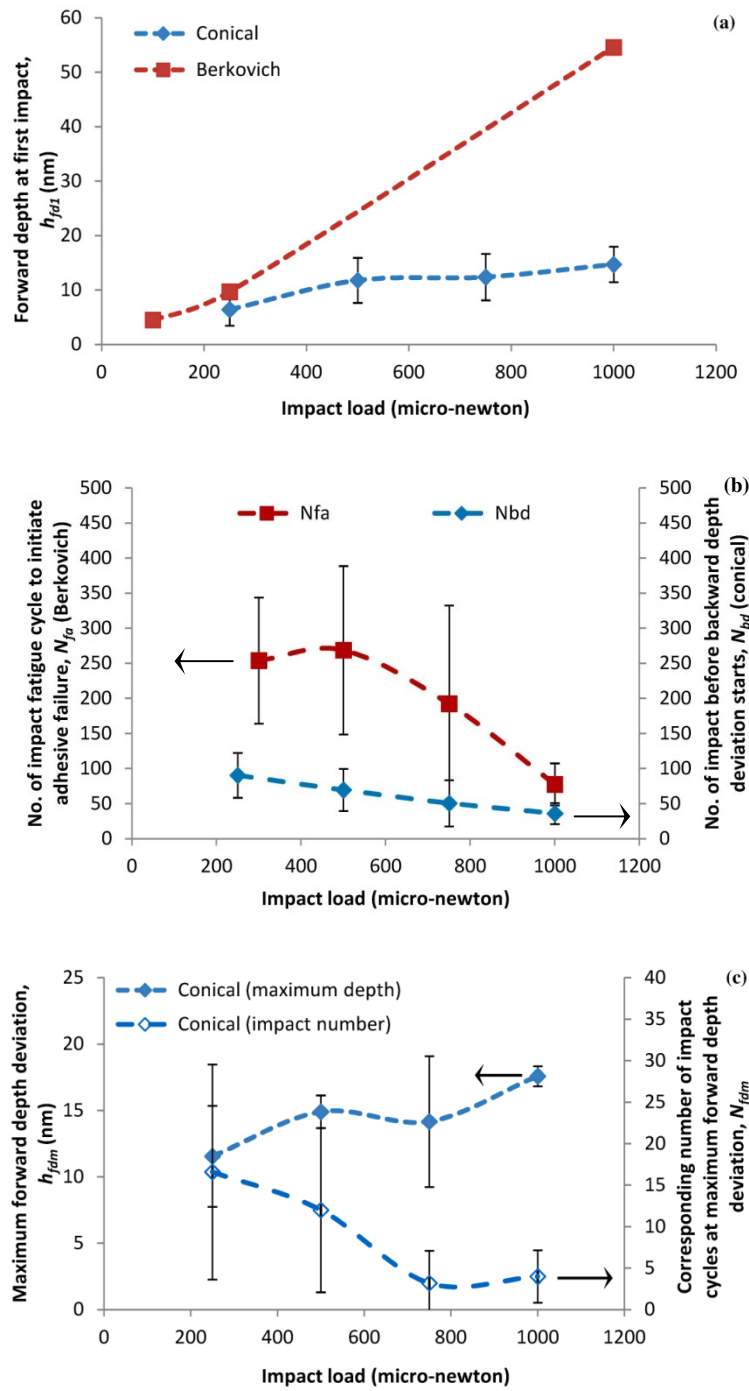 (a)
Conical
Berkovich
Forward depth at first impact,
hfd1 (nm)
60
50
40
30
20
10
0
0 200 400 600 800 1000 1200
Impact load (micro-newton)
(b)
Nfa
Nbd
No. of impact fatigue cycle to initiate
adhesive failure, Nfa (Berkovich)
500
450
400
350
300
250
200
150
100
50
0
500
450
400
350
300
250
200
150
100
50
0
No. of impact before backward depth
deviation starts, Nbd (conical)
0 200 400 600 800 1000 1200
Impact load (micro-newton)
(c)
Conical (maximum depth)
Conical (impact number)
Maximum forward depth deviation,
hfdm (nm)
25
20
15
10
5
0
40
35
30
25
20
15
10
5
0
Corresponding number of impact
cycles at maximum forward depth
deviation, Nfdm
0 200 400 600 800 1000 1200
Impact load (micro-newton)